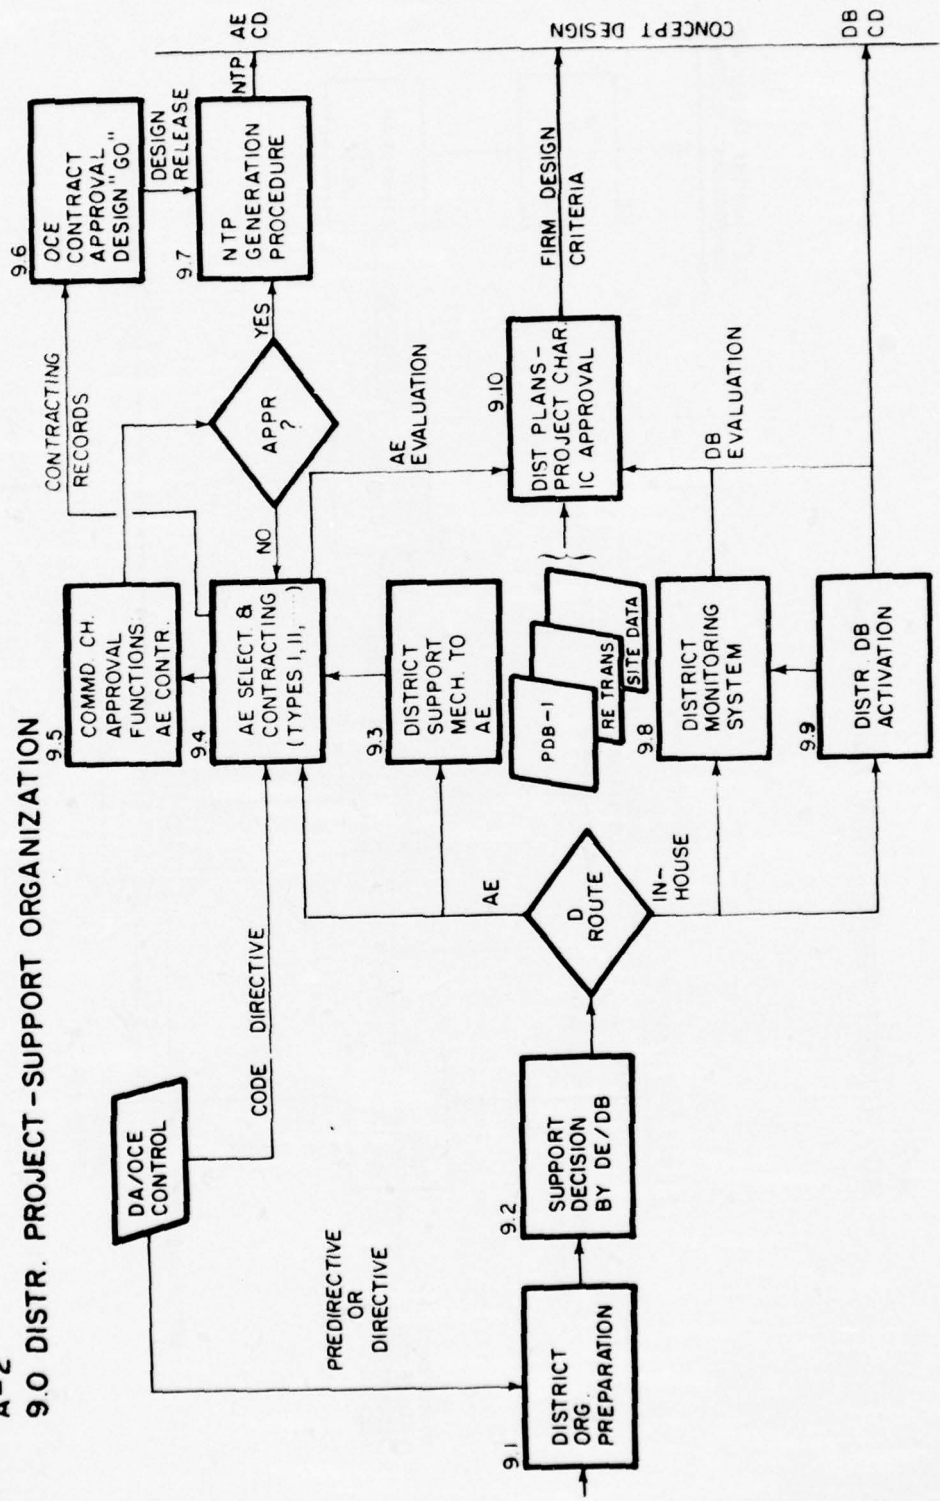 A-2
9.0 DISTR. PROJECT-SUPPORT ORGANIZATION
DA/OCE
CONTROL
PREDIRECTIVE
OR
DIRECTIVE
CODE DIRECTIVE
9.1
DISTRICT
ORG.
PREPARATION
9.2
SUPPORT
DECISION
BY DE/DB
D
ROUTE
AE
IN-
HOUSE
9.5
COMMD. CH.
APPROVAL
FUNCTIONS:
AE CONTR.
9.4
AE SELECT. &
CONTRACTING
(TYPES I,II,....)
9.3
DISTRICT
SUPPORT
MECH. TO
AE
PDB-I
RE TRANS
SITE DATA
9.8
DISTRICT
MONITORING
SYSTEM
9.9
DISTR. DB
ACTIVATION
CONTRACTING
RECORDS
NO
APPR
?
YES
AE
EVALUATION
9.10
DIST PLANS-
PROJECT CHAR.
IC APPROVAL
DB
EVALUATION
9.6
OCE
CONTRACT
APPROVAL
DESIGN "GO"
DESIGN
RELEASE
9.7
NTP
GENERATION
PROCEDURE
NTP
AE
CD
FIRM DESIGN
CRITERIA
CONCEPT DESIGN
DB
CD